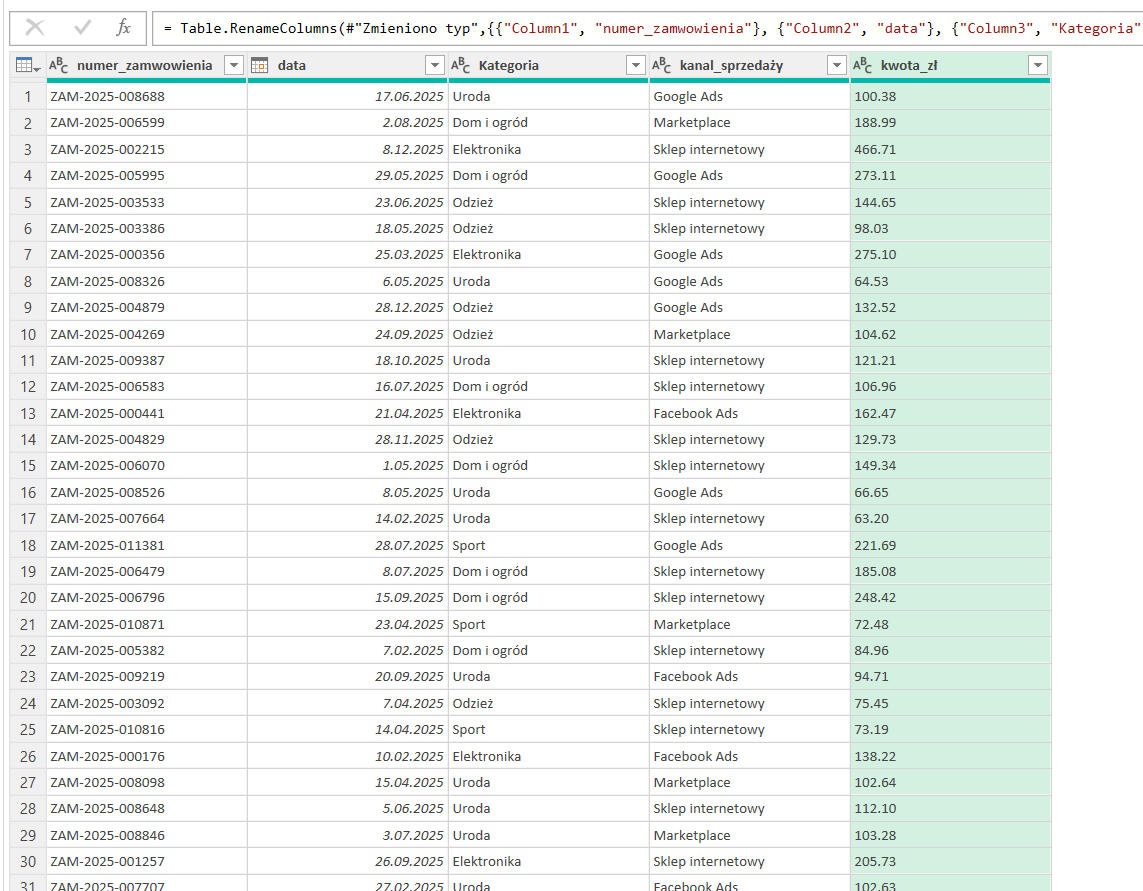 fx = Table.RenameColumns(#"Zmieniono typ",{{"Column1", "numer_zamwowienia"}, {"Column2", "data"}, {"Column3", "Kategoria"
ABC numer_zamwowienia data ABC Kategoria ABC kanal_sprzedaży ABC kwota_zł
1 ZAM-2025-008688 17.06.2025 Uroda Google Ads 100.38
2 ZAM-2025-006599 2.08.2025 Dom i ogród Marketplace 188.99
3 ZAM-2025-002215 8.12.2025 Elektronika Sklep internetowy 466.71
4 ZAM-2025-005995 29.05.2025 Dom i ogród Google Ads 273.11
5 ZAM-2025-003533 23.06.2025 Odzież Sklep internetowy 144.65
6 ZAM-2025-003386 18.05.2025 Odzież Sklep internetowy 98.03
7 ZAM-2025-000356 25.03.2025 Elektronika Google Ads 275.10
8 ZAM-2025-008326 6.05.2025 Uroda Google Ads 64.53
9 ZAM-2025-004879 28.12.2025 Odzież Google Ads 132.52
10 ZAM-2025-004269 24.09.2025 Odzież Marketplace 104.62
11 ZAM-2025-009387 18.10.2025 Uroda Sklep internetowy 121.21
12 ZAM-2025-006583 16.07.2025 Dom i ogród Sklep internetowy 106.96
13 ZAM-2025-000441 21.04.2025 Elektronika Facebook Ads 162.47
14 ZAM-2025-004829 28.11.2025 Odzież Sklep internetowy 129.73
15 ZAM-2025-006070 1.05.2025 Dom i ogród Sklep internetowy 149.34
16 ZAM-2025-008526 8.05.2025 Uroda Google Ads 66.65
17 ZAM-2025-007664 14.02.2025 Uroda Sklep internetowy 63.20
18 ZAM-2025-011381 28.07.2025 Sport Google Ads 221.69
19 ZAM-2025-006479 8.07.2025 Dom i ogród Sklep internetowy 185.08
20 ZAM-2025-006796 15.09.2025 Dom i ogród Sklep internetowy 248.42
21 ZAM-2025-010871 23.04.2025 Sport Marketplace 72.48
22 ZAM-2025-005382 7.02.2025 Dom i ogród Sklep internetowy 84.96
23 ZAM-2025-009219 20.09.2025 Uroda Facebook Ads 94.71
24 ZAM-2025-003092 7.04.2025 Odzież Sklep internetowy 75.45
25 ZAM-2025-010816 14.04.2025 Sport Sklep internetowy 73.19
26 ZAM-2025-000176 10.02.2025 Elektronika Facebook Ads 138.22
27 ZAM-2025-008098 15.04.2025 Uroda Marketplace 102.64
28 ZAM-2025-008648 5.06.2025 Uroda Sklep internetowy 112.10
29 ZAM-2025-008846 3.07.2025 Uroda Marketplace 103.28
30 ZAM-2025-001257 26.09.2025 Elektronika Sklep internetowy 205.73
31 ZAM-2025-007707 27.02.2025 Uroda Facebook Ads 102.63